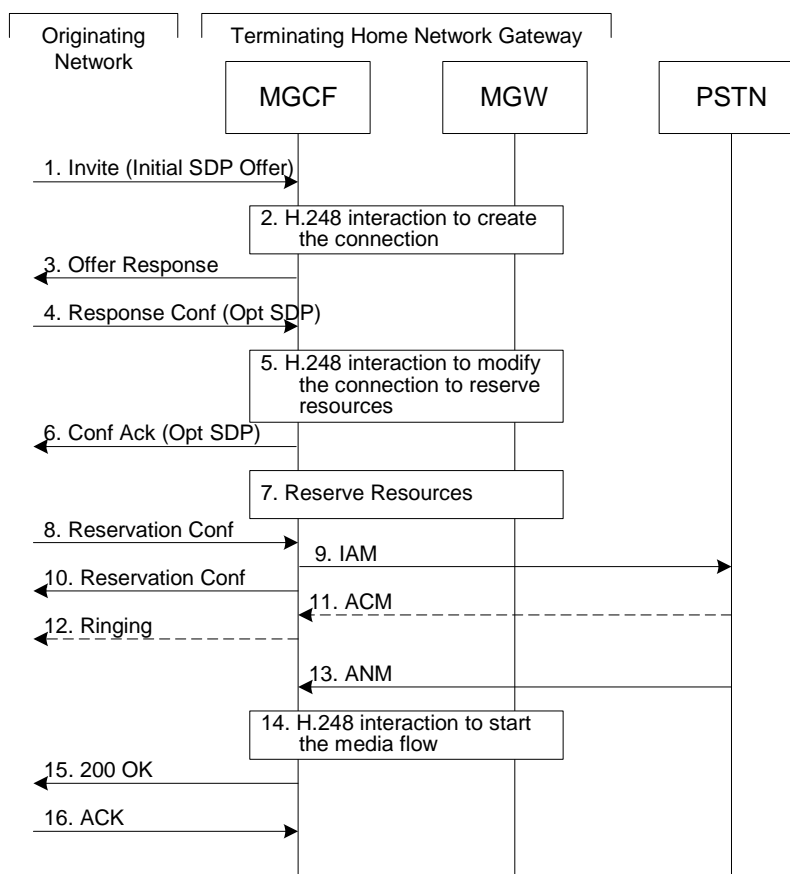 Originating
Network
Terminating Home Network Gateway
MGCF
MGW
PSTN
1. Invite (Initial SDP Offer)
2. H.248 interaction to create
the connection
3. Offer Response
4. Response Conf (Opt SDP)
5. H.248 interaction to modify
the connection to reserve
resources
6. Conf Ack (Opt SDP)
7. Reserve Resources
8. Reservation Conf
9. IAM
10. Reservation Conf
11. ACM
12. Ringing
13. ANM
14. H.248 interaction to start
the media flow
15. 200 OK
16. ACK